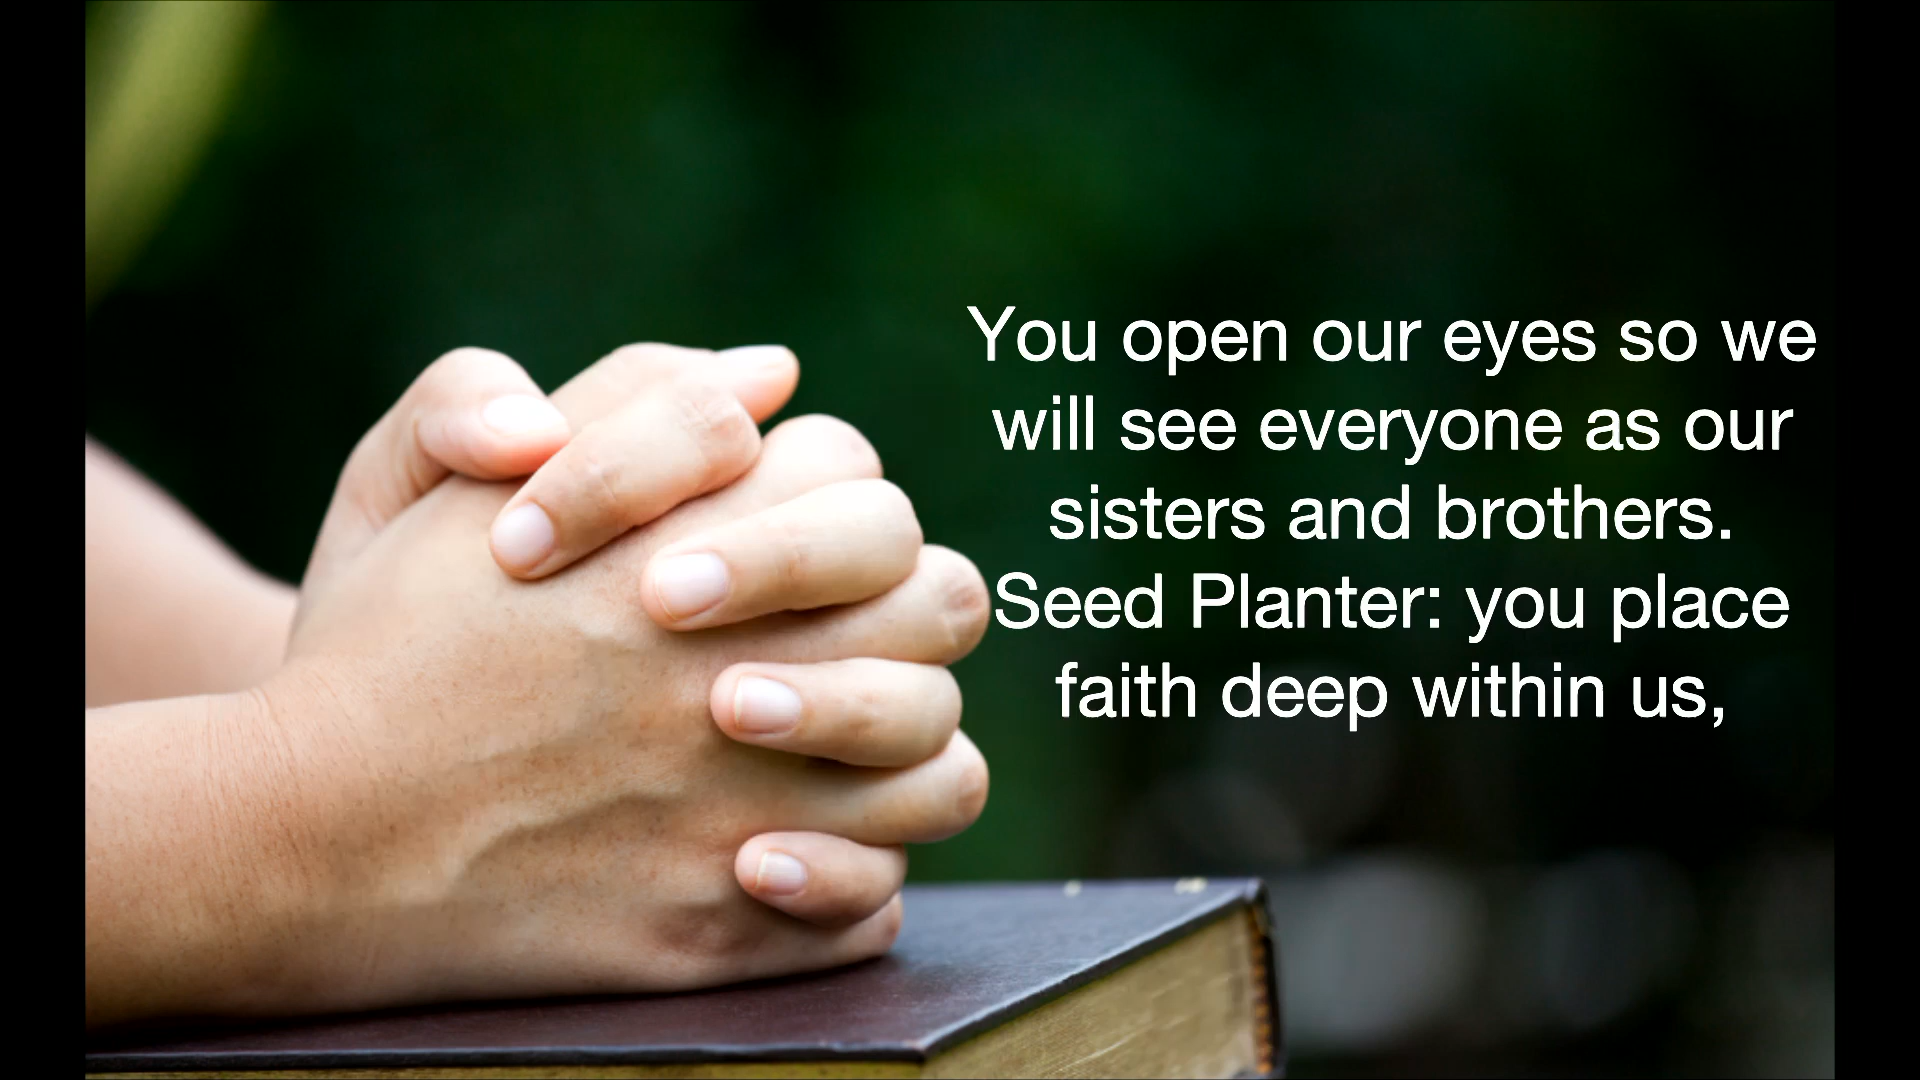 You open our eyes so we
will see everyone as our
sisters and brothers.
Seed Planter: you place
faith deep within us,